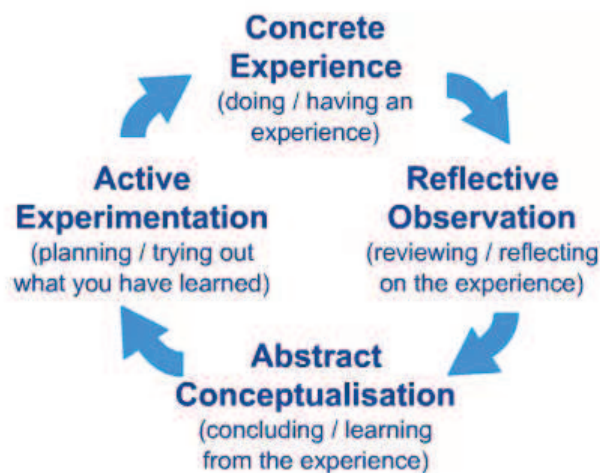 Concrete
Experience
(doing / having an
experience)
Reflective
Observation
(reviewing / reflecting
on the experience)
Abstract
Conceptualisation
(concluding / learning
from the experience)
Active
Experimentation
(planning / trying out
what you have learned)